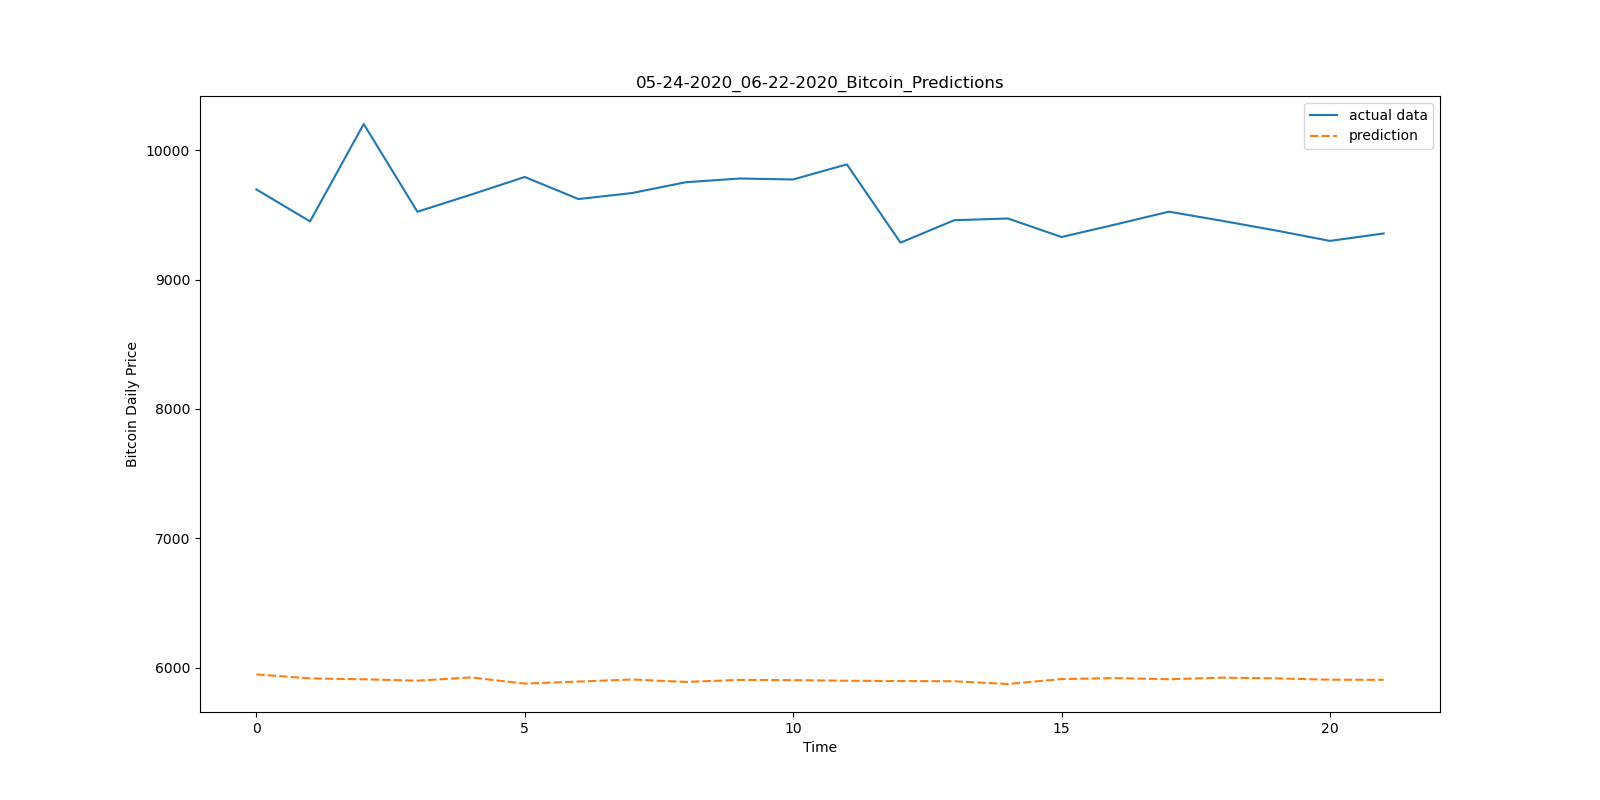 05-24-2020_06-22-2020_Bitcoin_Predictions
actual data
prediction
10000
9000
8000
7000
6000
Bitcoin Daily Price
0 5 10 15 20
Time